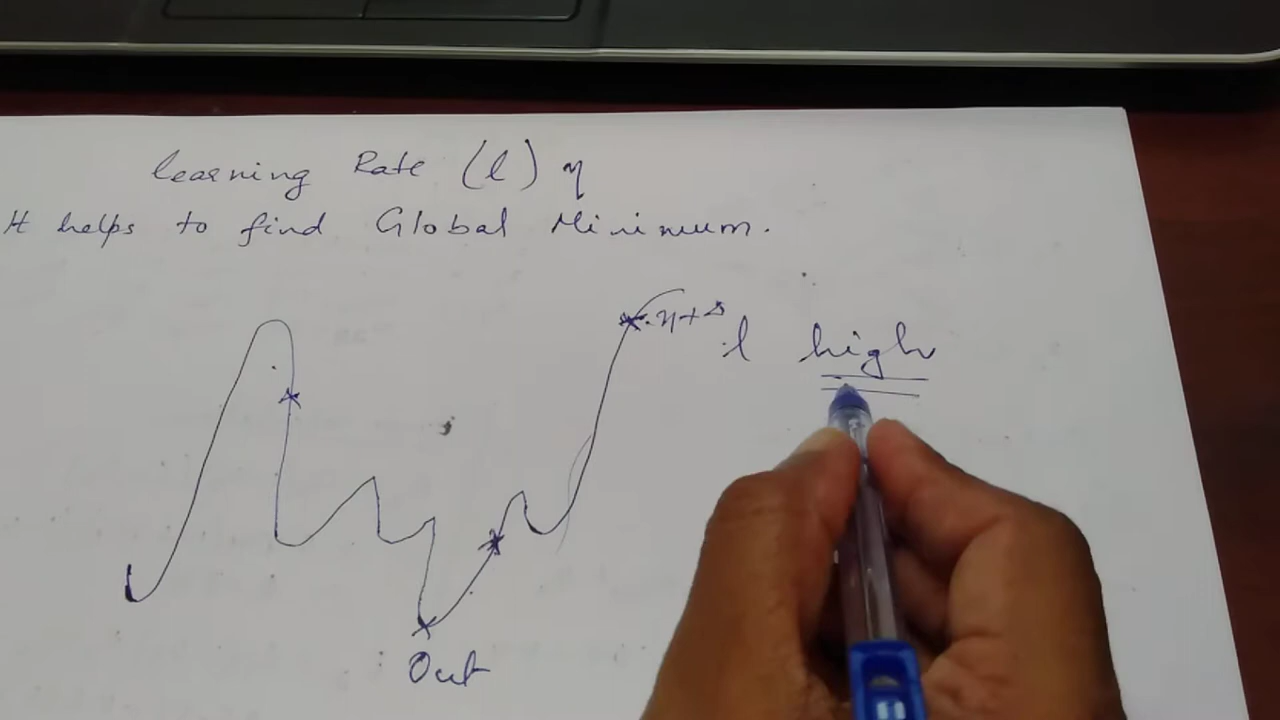 learning Rate (l) η
It helps to find Global Minimum.
η+Δ
l high
Out